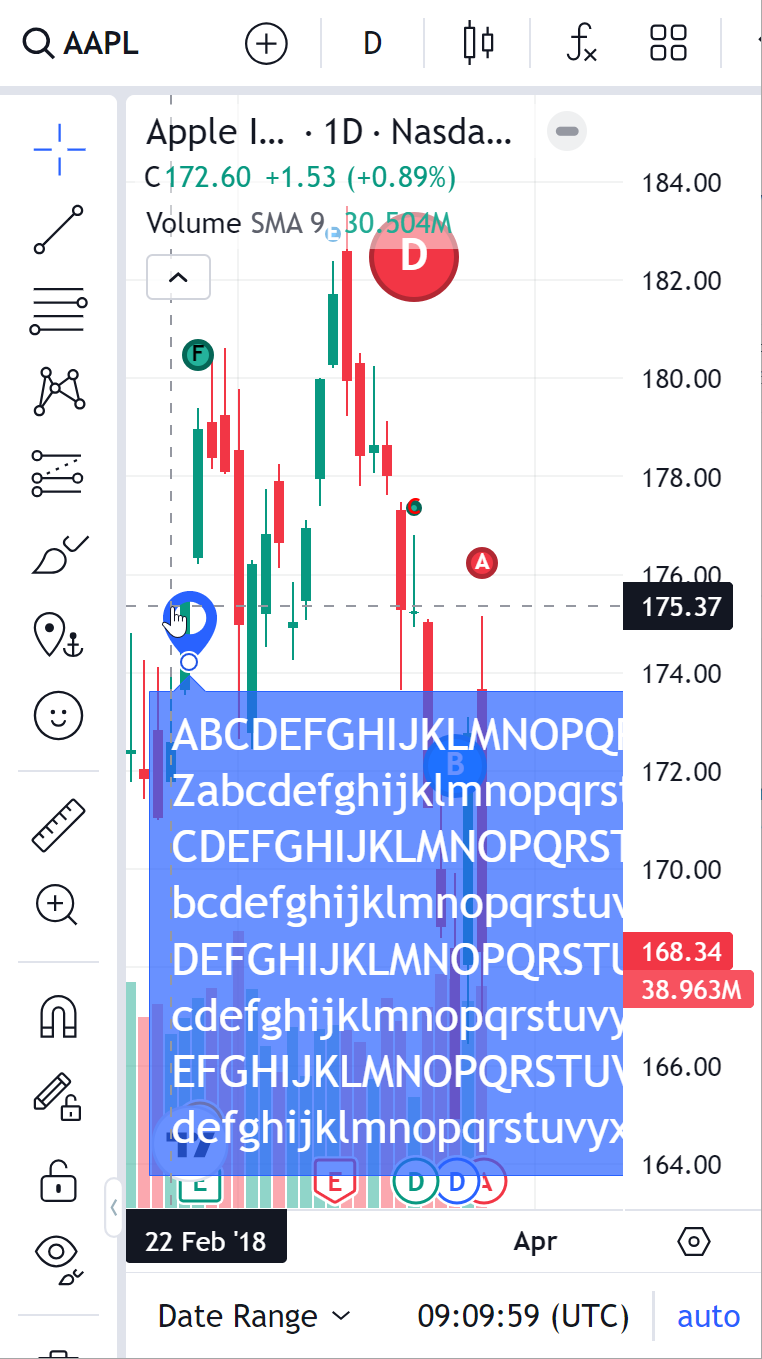 AAPL
D
Apple I... · 1D · Nasda...
C172.60 +1.53 (+0.89%)
Volume SMA 9 30.504M
E
D
F
A
B
184.00
182.00
180.00
178.00
176.00
175.37
174.00
172.00
170.00
168.34
38.963M
166.00
164.00
ABCDEFGHIJKLMNOPQ
Zabcdefghijklmnopqrst
CDEFGHIJKLMNOPQRST
bcdefghijklmnopqrstuv
DEFGHIJKLMNOPQRSTU
cdefghijklmnopqrstuvy
EFGHIJKLMNOPQRSTUV
defghijklmnopqrstuvyx
E E D D A
22 Feb '18 Apr
Date Range 09:09:59 (UTC) auto